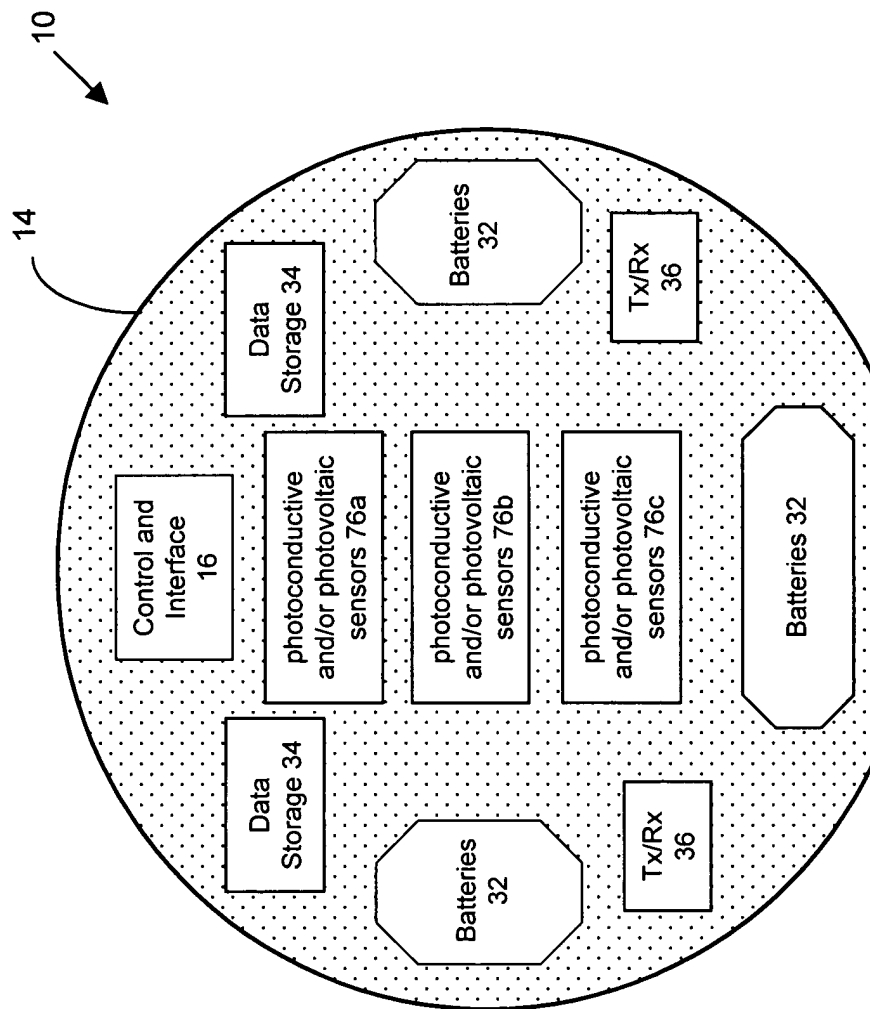 14
10
Control and
Interface
16
Data
Storage 34
Data
Storage 34
photoconductive
and/or photovoltaic
sensors 76a
Batteries
32
photoconductive
and/or photovoltaic
sensors 76b
Batteries
32
photoconductive
and/or photovoltaic
sensors 76c
Tx/Rx
36
Tx/Rx
36
Batteries 32